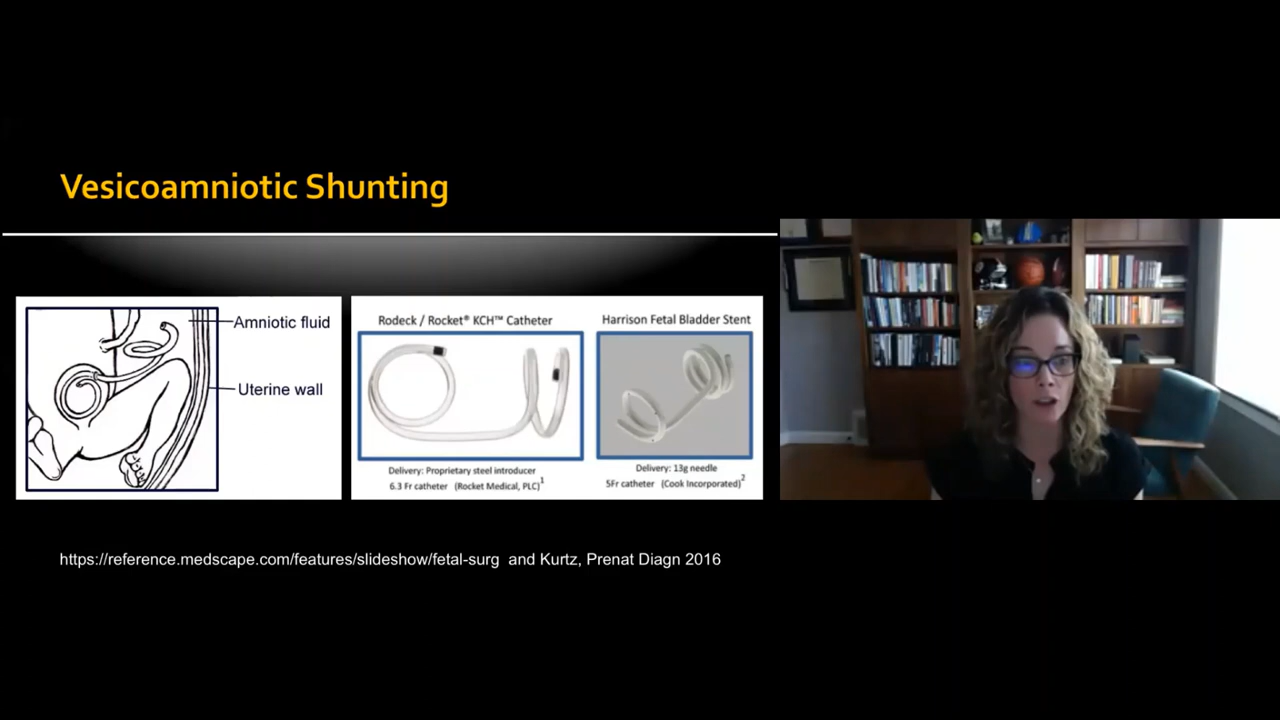 Vesicoamniotic Shunting
Amniotic fluid
Uterine wall
Rodeck / Rocket® KCH™ Catheter
Delivery: Proprietary steel introducer
6.3 Fr catheter (Rocket Medical, PLC)1
Harrison Fetal Bladder Stent
Delivery: 13g needle
5Fr catheter (Cook Incorporated)2
https://reference.medscape.com/features/slideshow/fetal-surg and Kurtz, Prenat Diagn 2016